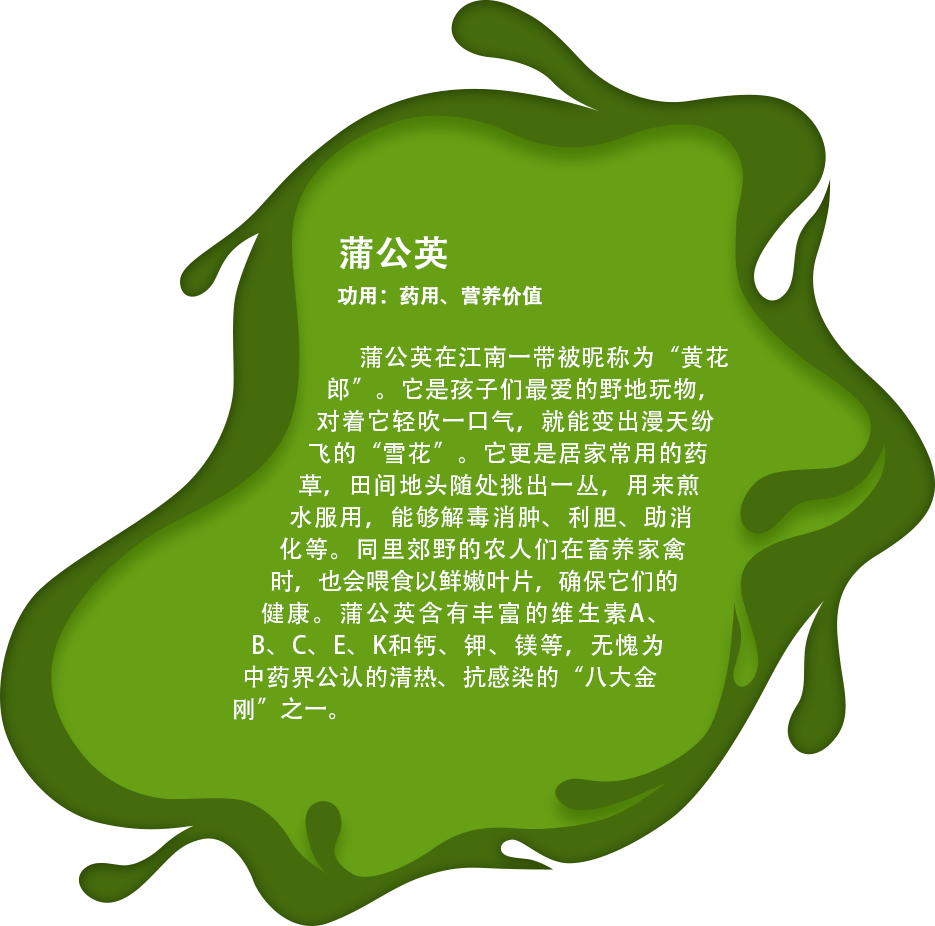 蒲公英
功用：药用、营养价值
蒲公英在江南一带被昵称为“黄花
郎”。它是孩子们最爱的野地玩物，
对着它轻吹一口气，就能变出漫天纷
飞的“雪花”。它更是居家常用的药
草，田间地头随处挑出一丛，用来煎
水服用，能够解毒消肿、利胆、助消
化等。同里郊野的农人们在畜养家禽
时，也会喂食以鲜嫩叶片，确保它们的
健康。蒲公英含有丰富的维生素A、
B、C、E、K和钙、钾、镁等，无愧为
中药界公认的清热、抗感染的“八大金
刚”之一。